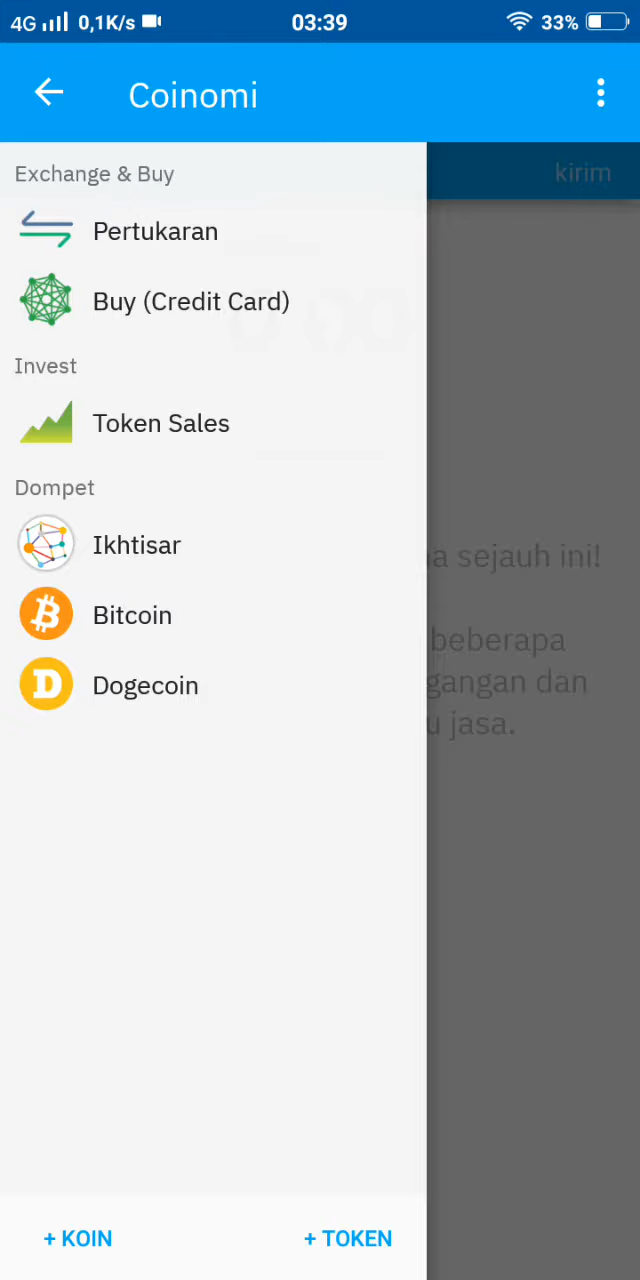 4G 0,1K/s 03:39 33%
Coinomi
kirim
Exchange & Buy
Pertukaran
Buy (Credit Card)
Invest
Token Sales
Dompet
Ikhtisar
Bitcoin
Dogecoin
sejauh ini!
beberapa
dan
jasa.
+ KOIN + TOKEN